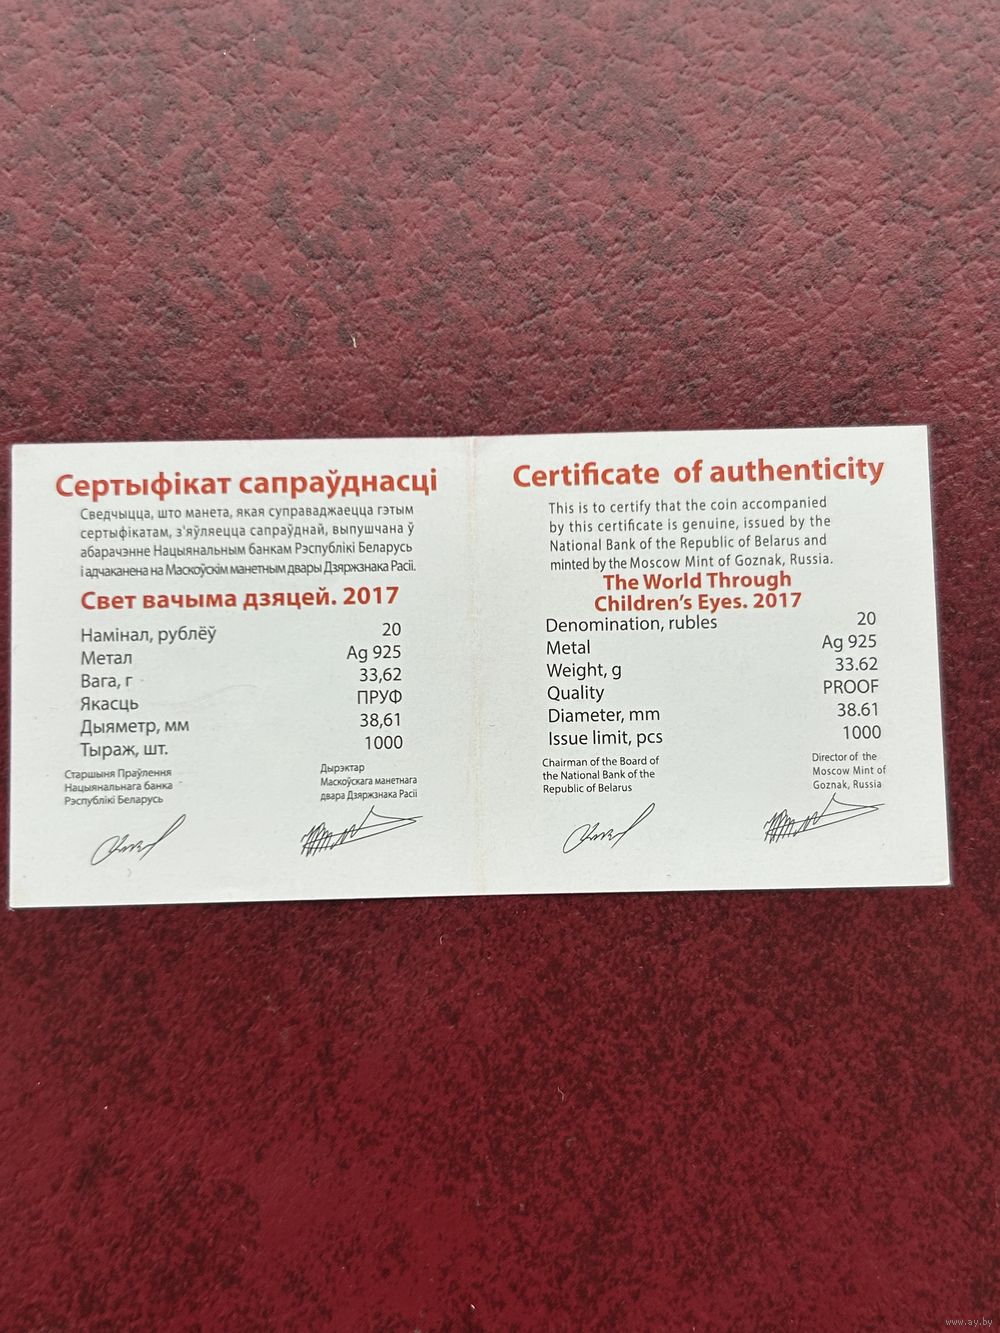 Сертыфікат сапраўднасці
Сведчыцца, што манета, якая суправаджаецца гэтым
сертыфікатам, з'яўляецца сапраўднай, выпушчана ў
абарачэнне Нацыянальным банкам Рэспублікі Беларусь
і адчаканена на Маскоўскім манетным двары Дзяржзнака Расіі.
Свет вачыма дзяцей. 2017
Намінал, рублёў 20
Метал Ag 925
Вага, г 33,62
Якасць ПРУФ
Дыяметр, мм 38,61
Тыраж, шт. 1000
Старшыня Праўлення
Нацыянальнага банка
Рэспублікі Беларусь
Дырэктар
Маскоўскага манетнага
двара Дзяржзнака Расіі
Certificate of authenticity
This is to certify that the coin accompanied
by this certificate is genuine, issued by the
National Bank of the Republic of Belarus and
minted by the Moscow Mint of Goznak, Russia.
The World Through
Children's Eyes. 2017
Denomination, rubles 20
Metal Ag 925
Weight, g 33.62
Quality PROOF
Diameter, mm 38.61
Issue limit, pcs 1000
Chairman of the Board of
the National Bank of the
Republic of Belarus
Director of the
Moscow Mint of
Goznak, Russia
www.ay.by